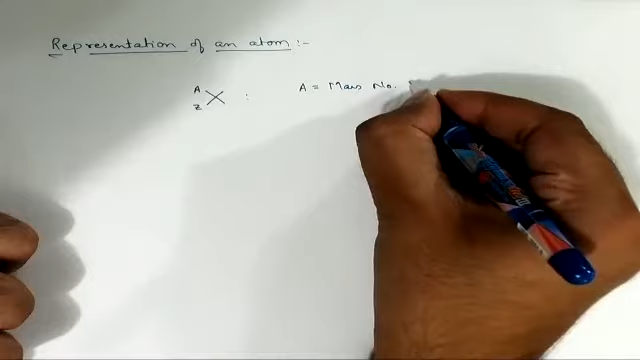 Representation of an atom :-
A
Z X : A = Mass No.